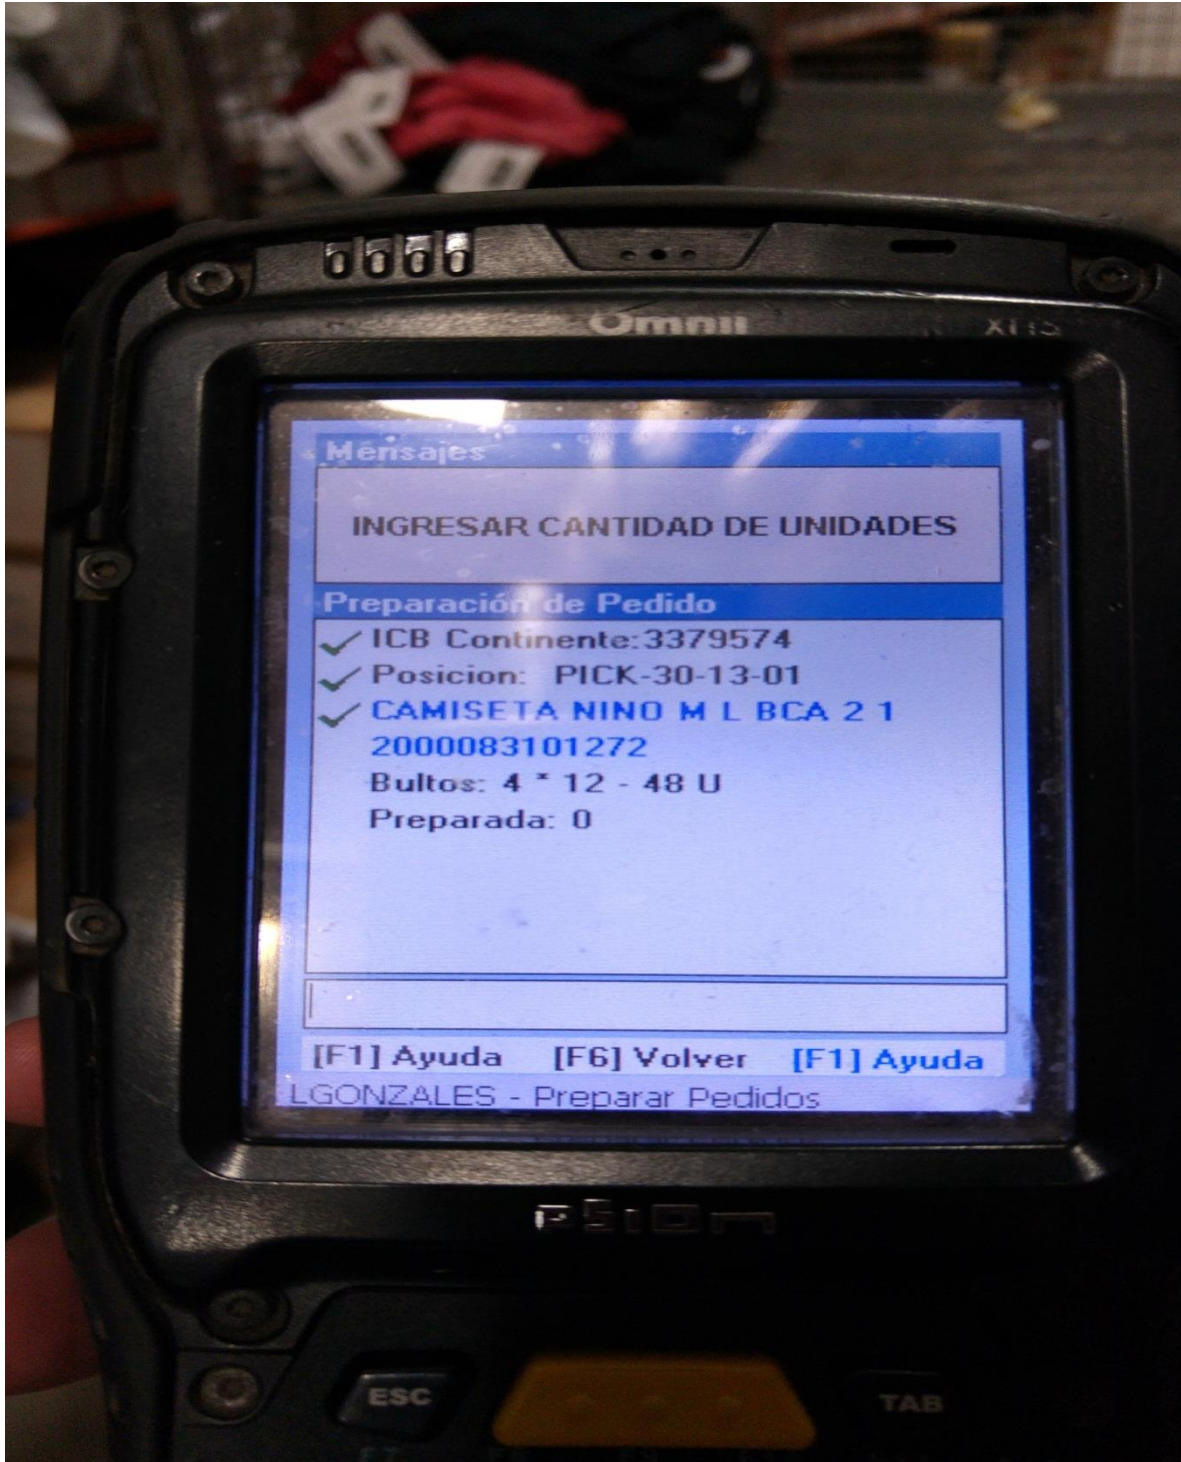 Omnii
XT15
Mensajes
INGRESAR CANTIDAD DE UNIDADES
Preparación de Pedido
ICB Continente:3379574
Posicion: PICK-30-13-01
CAMISETA NINO M L BCA 2 1
2000083101272
Bultos: 4 * 12 - 48 U
Preparada: 0
[F1] Ayuda [F6] Volver [F1] Ayuda
LGONZALES - Preparar Pedidos
PSION
ESC
TAB